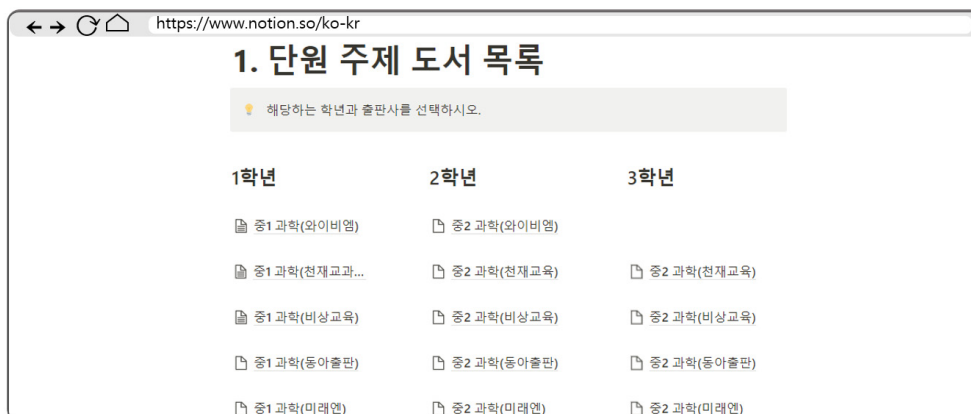 https://www.notion.so/ko-kr
1. 단원 주제 도서 목록
해당하는 학년과 출판사를 선택하시오.
1학년 2학년 3학년
중1 과학(와이비엠) 중2 과학(와이비엠)
중1 과학(천재교과... 중2 과학(천재교육) 중2 과학(천재교육)
중1 과학(비상교육) 중2 과학(비상교육) 중2 과학(비상교육)
중1 과학(동아출판) 중2 과학(동아출판) 중2 과학(동아출판)
중1 과학(미래엔) 중2 과학(미래엔) 중2 과학(미래엔)